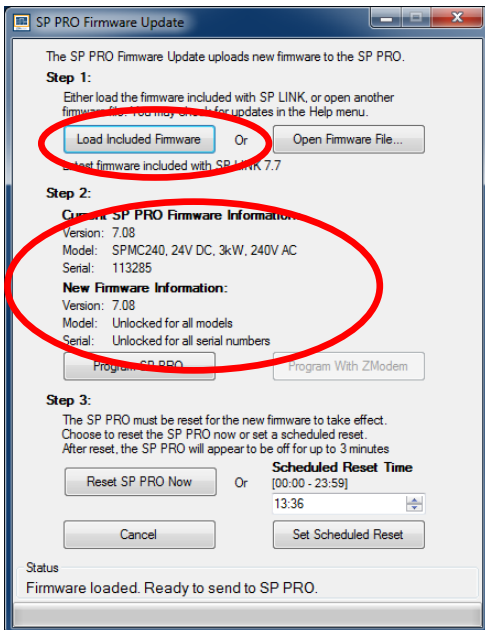 SP PRO Firmware Update
The SP PRO Firmware Update uploads new firmware to the SP PRO.
Step 1:
Either load the firmware included with SP LINK, or open another
firmware file. You may check for updates in the Help menu.
Load Included Firmware Or Open Firmware File...
Latest firmware included with SP LINK 7.7
Step 2:
Current SP PRO Firmware Information:
Version: 7.08
Model: SPMC240, 24V DC, 3kW, 240V AC
Serial: 113285
New Firmware Information:
Version: 7.08
Model: Unlocked for all models
Serial: Unlocked for all serial numbers
Program SP PRO Program With ZModem
Step 3:
The SP PRO must be reset for the new firmware to take effect.
Choose to reset the SP PRO now or set a scheduled reset.
After reset, the SP PRO will appear to be off for up to 3 minutes
Scheduled Reset Time
Reset SP PRO Now Or [00:00 - 23:59]
13:36
Cancel Set Scheduled Reset
Status
Firmware loaded. Ready to send to SP PRO.